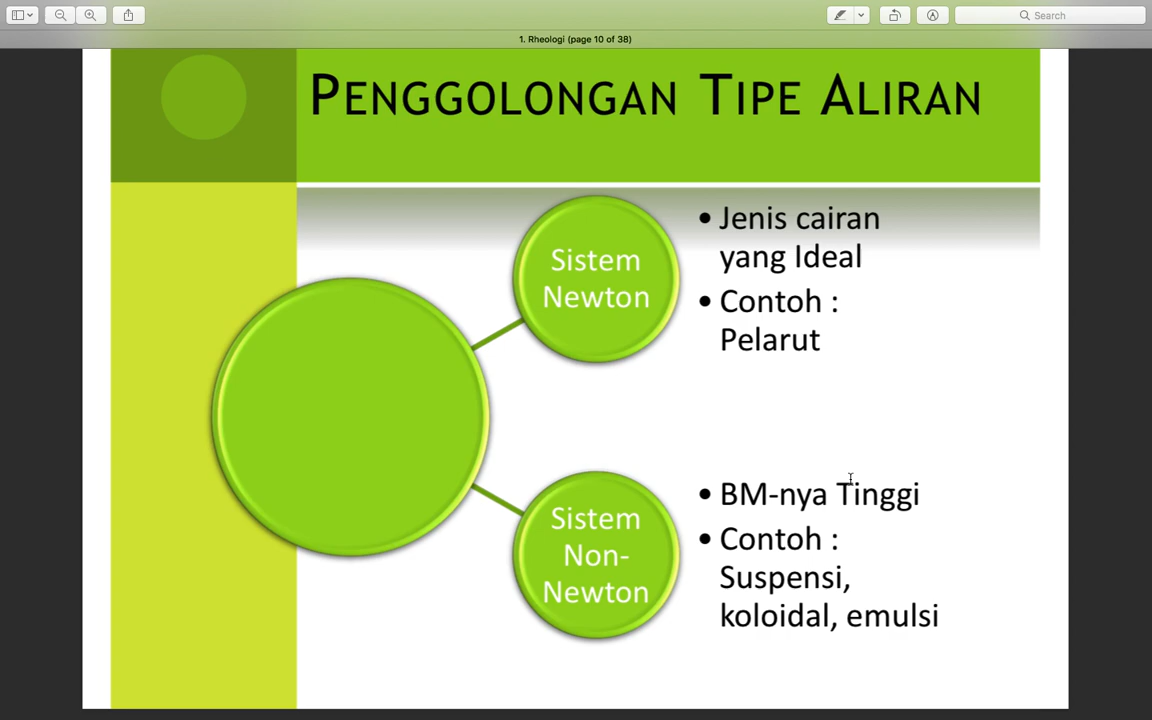 Search
1. Rheologi (page 10 of 38)
PENGGOLONGAN TIPE ALIRAN
Sistem
Newton
• Jenis cairan
yang Ideal
• Contoh :
Pelarut
Sistem
Non-
Newton
• BM-nya Tinggi
• Contoh :
Suspensi,
koloidal, emulsi